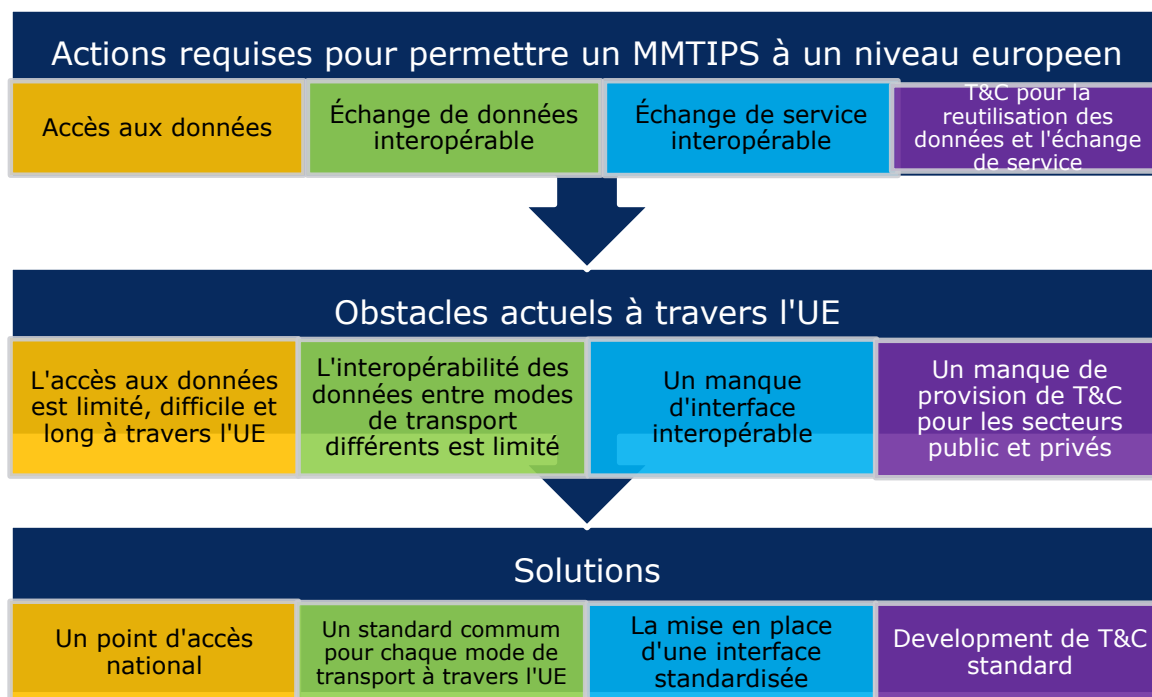 Actions requises pour permettre un MMTIPS à un niveau europeen
Accès aux données
Échange de données
interopérable
Échange de service
interopérable
T&C pour la
reutilisation des
données et l'échange
de service
Obstacles actuels à travers l'UE
L'accès aux données
est limité, difficile et
long à travers l'UE
L'interopérabilité des
données entre modes
de transport
différents est limité
Un manque
d'interface
interopérable
Un manque de
provision de T&C
pour les secteurs
public et privés
Solutions
Un point d'accès
national
Un standard commum
pour chaque mode de
transport à travers l'UE
La mise en place
d'une interface
standardisée
Development de T&C
standard